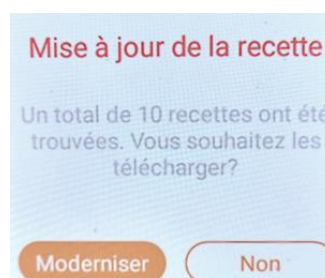 Mise à jour de la recette
Un total de 10 recettes ont été
trouvées. Vous souhaitez les
télécharger?
Moderniser
Non